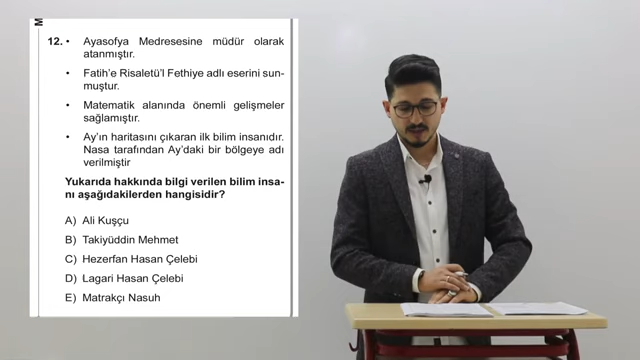 M
12. • Ayasofya Medresesine müdür olarak
atanmıştır.
• Fatih'e Risaletü'l Fethiye adlı eserini sun-
muştur.
• Matematik alanında önemli gelişmeler
sağlamıştır.
• Ay'ın haritasını çıkaran ilk bilim insanıdır.
Nasa tarafından Ay'daki bir bölgeye adı
verilmiştir
Yukarıda hakkında bilgi verilen bilim insa-
nı aşağıdakilerden hangisidir?
A) Ali Kuşçu
B) Takiyüddin Mehmet
C) Hezerfan Hasan Çelebi
D) Lagari Hasan Çelebi
E) Matrakçı Nasuh